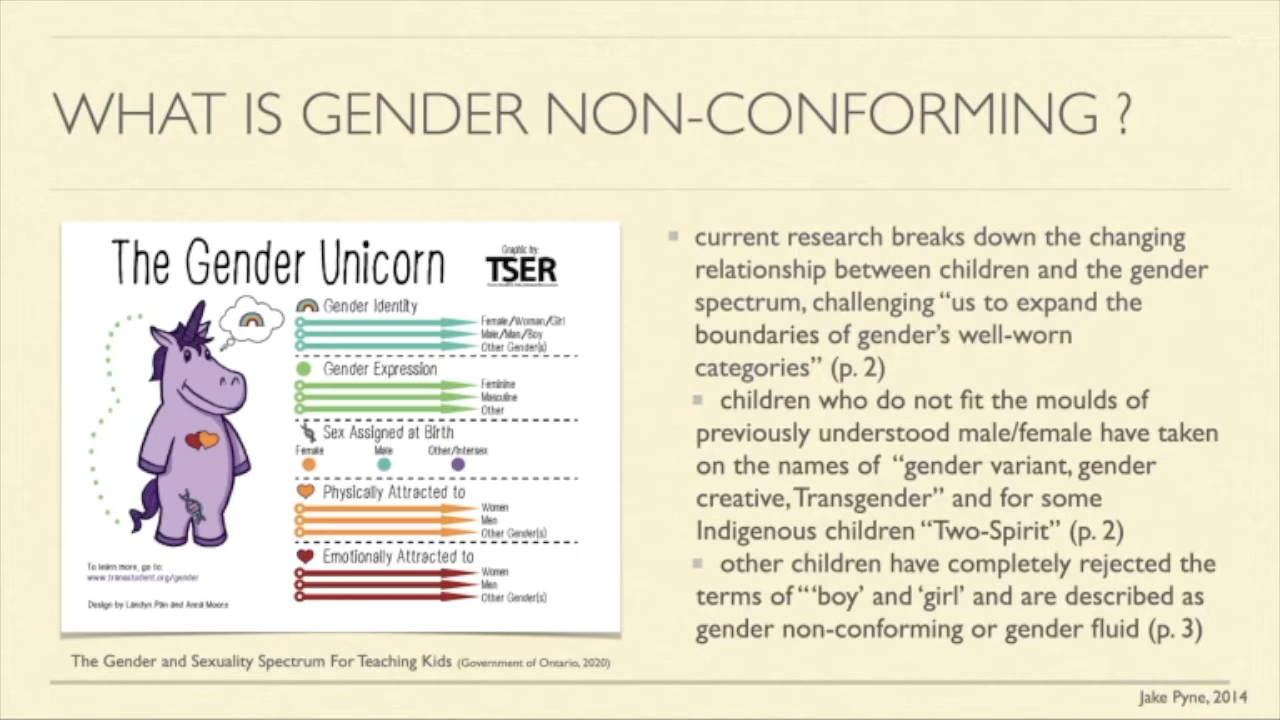 WHAT IS GENDER NON-CONFORMING ?
The Gender Unicorn
Graphic by:
TSER
Gender Identity
Female/Woman/Girl
Male/Man/Boy
Other Gender(s)
Gender Expression
Feminine
Masculine
Other
Sex Assigned at Birth
Female Male Other/Intersex
Physically Attracted to
Women
Men
Other Gender(s)
Emotionally Attracted to
Women
Men
Other Gender(s)
To learn more, go to:
www.transstudent.org/gender
Design by Landyn Pan and Anna Moore
The Gender and Sexuality Spectrum For Teaching Kids (Government of Ontario, 2020)
current research breaks down the changing
relationship between children and the gender
spectrum, challenging “us to expand the
boundaries of gender’s well-worn
categories” (p. 2)
children who do not fit the moulds of
previously understood male/female have taken
on the names of “gender variant, gender
creative, Transgender” and for some
Indigenous children “Two-Spirit” (p. 2)
other children have completely rejected the
terms of “‘boy’ and ‘girl’ and are described as
gender non-conforming or gender fluid (p. 3)
Jake Pyne, 2014